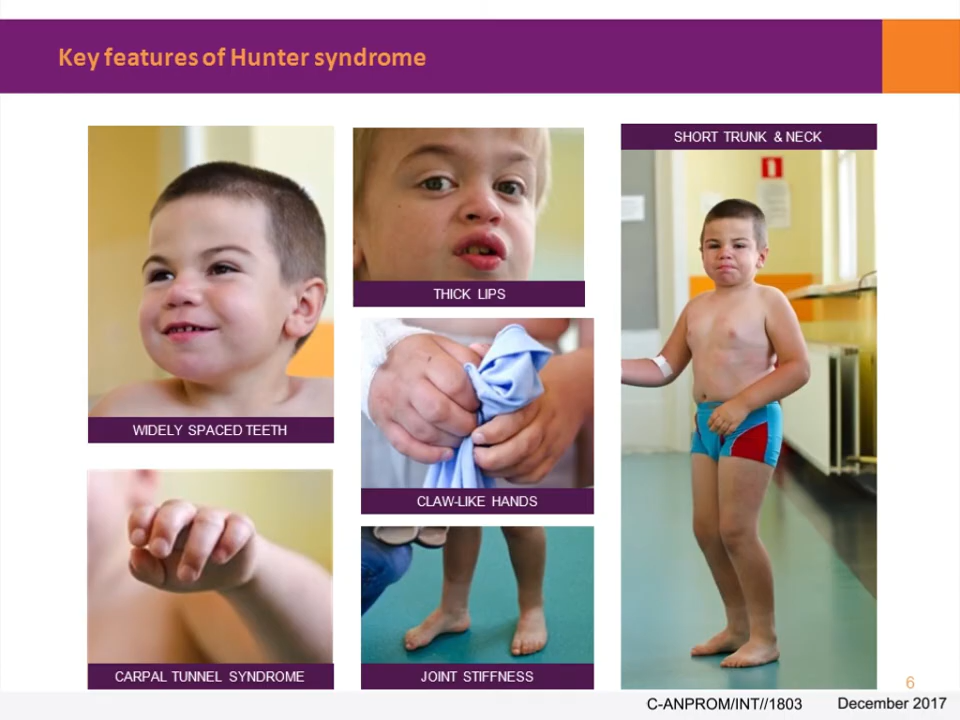 Key features of Hunter syndrome
WIDELY SPACED TEETH
THICK LIPS
SHORT TRUNK & NECK
CLAW-LIKE HANDS
CARPAL TUNNEL SYNDROME
JOINT STIFFNESS
6
C-ANPROM/INT//1803
December 2017